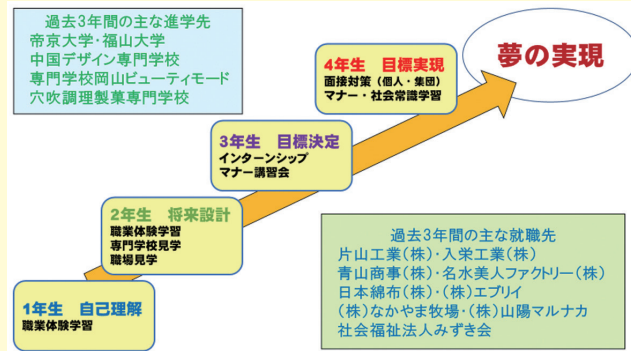 過去3年間の主な進学先
帝京大学・福山大学
中国デザイン専門学校
専門学校岡山ビューティモード
穴吹調理製菓専門学校
4年生 目標実現
面接対策（個人・集団）
マナー・社会常識学習
夢の実現
3年生 目標決定
インターンシップ
マナー講習会
2年生 将来設計
職業体験学習
専門学校見学
職場見学
1年生 自己理解
職業体験学習
過去3年間の主な就職先
片山工業(株)・入栄工業(株)
青山商事(株)・名水美人ファクトリー(株)
日本綿布(株)・(株)エブリイ
(株)なかやま牧場・(株)山陽マルナカ
社会福祉法人みずき会